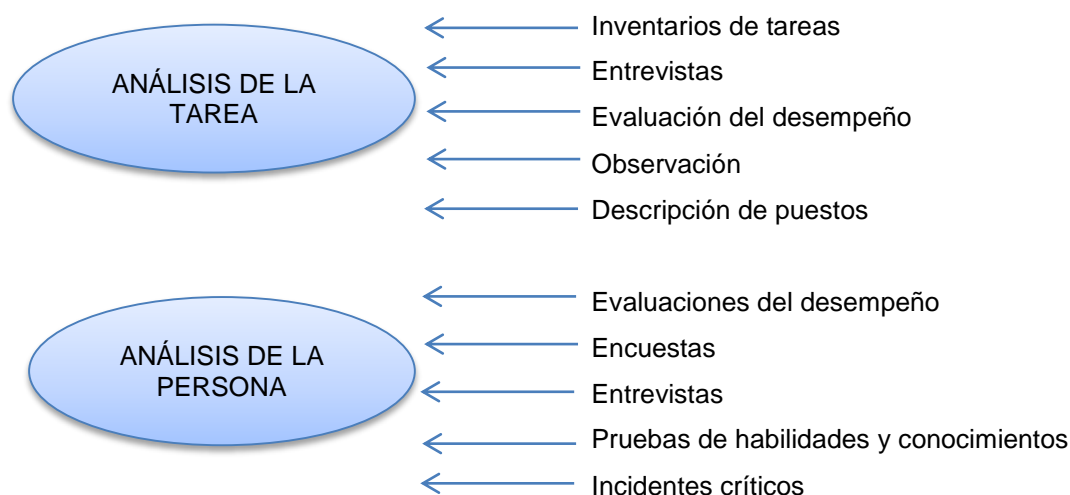 ANÁLISIS DE LA
TAREA
Inventarios de tareas
Entrevistas
Evaluación del desempeño
Observación
Descripción de puestos
ANÁLISIS DE LA
PERSONA
Evaluaciones del desempeño
Encuestas
Entrevistas
Pruebas de habilidades y conocimientos
Incidentes críticos